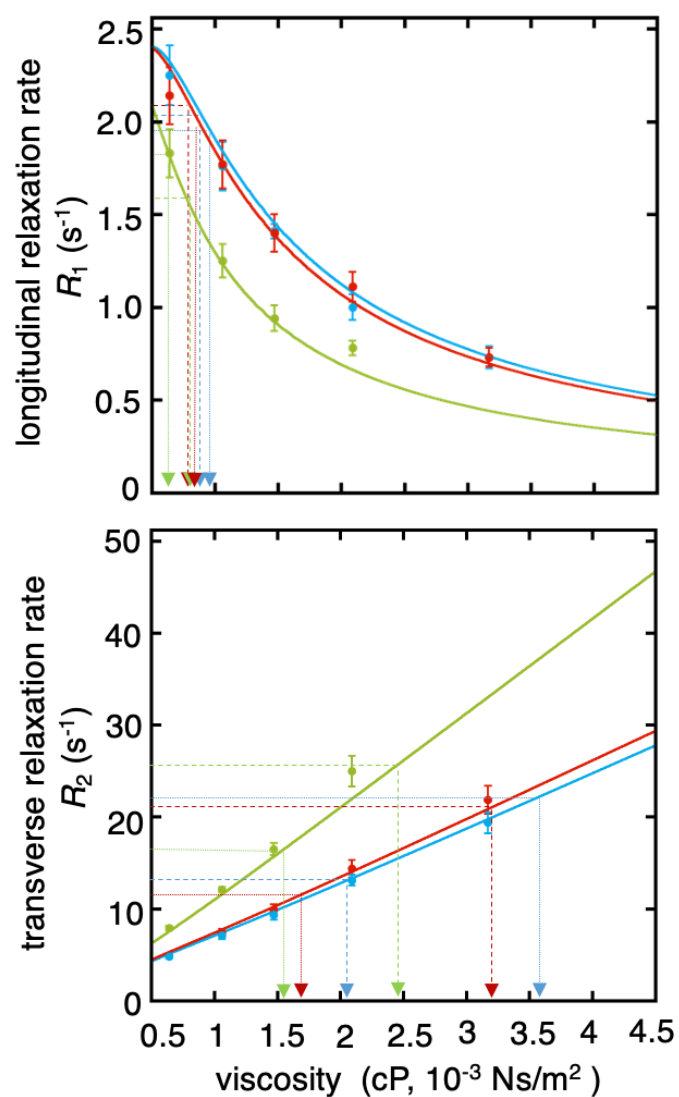 longitudinal relaxation rate
R₁ (s⁻¹)
2.5
2.0
1.5
1.0
0.5
0
transverse relaxation rate
R₂ (s⁻¹)
50
40
30
20
10
0
0.5 1 1.5 2 2.5 3 3.5 4 4.5
viscosity (cP, 10⁻³ Ns/m² )